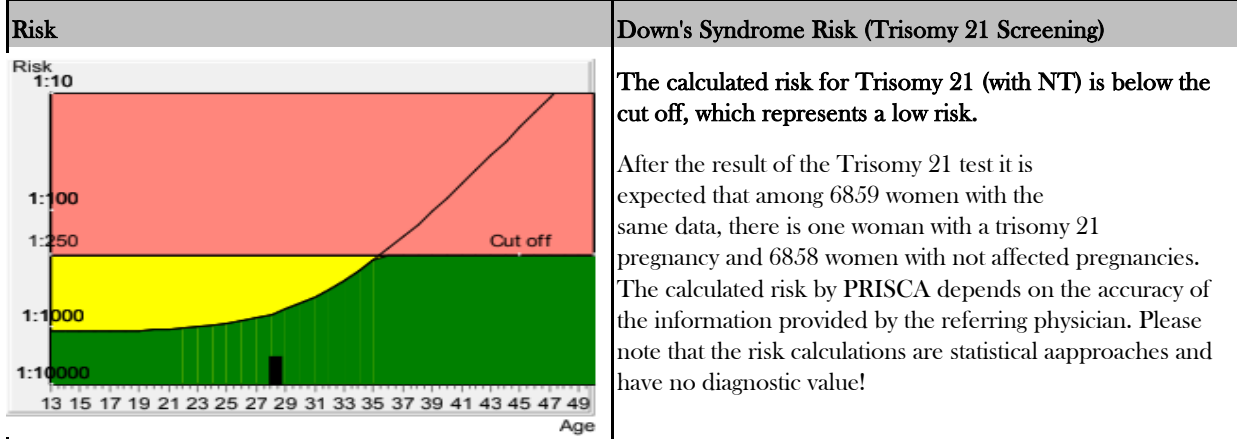 Risk
Down's Syndrome Risk (Trisomy 21 Screening)
Risk
1:10
1:100
1:250
Cut off
1:1000
1:10000
13 15 17 19 21 23 25 27 29 31 33 35 37 39 41 43 45 47 49
Age
The calculated risk for Trisomy 21 (with NT) is below the
cut off, which represents a low risk.
After the result of the Trisomy 21 test it is
expected that among 6859 women with the
same data, there is one woman with a trisomy 21
pregnancy and 6858 women with not affected pregnancies.
The calculated risk by PRISCA depends on the accuracy of
the information provided by the referring physician. Please
note that the risk calculations are statistical aapproaches and
have no diagnostic value!